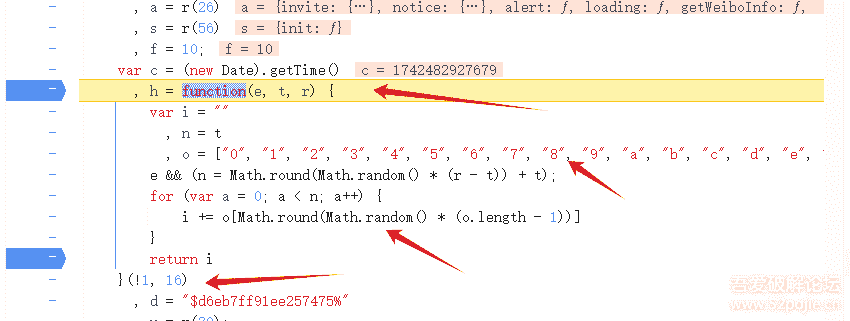 , a = r(26)  a = {invite: {…}, notice: {…}, alert: ƒ, loading: ƒ, getWeiboInfo: ƒ,
, s = r(56)  s = {init: ƒ}
, f = 10;  f = 10
var c = (new Date).getTime()  c = 1742482927679
, h = function(e, t, r) {
var i = ""
, n = t
, o = ["0", "1", "2", "3", "4", "5", "6", "7", "8", "9", "a", "b", "c", "d", "e",
e && (n = Math.round(Math.random() * (r - t)) + t);
for (var a = 0; a < n; a++) {
i += o[Math.round(Math.random() * (o.length - 1))]
}
return i
}(!1, 16)
, d = "$d6eb7ff91ee257475%"
吾爱破解论坛
www.52pojie.cn